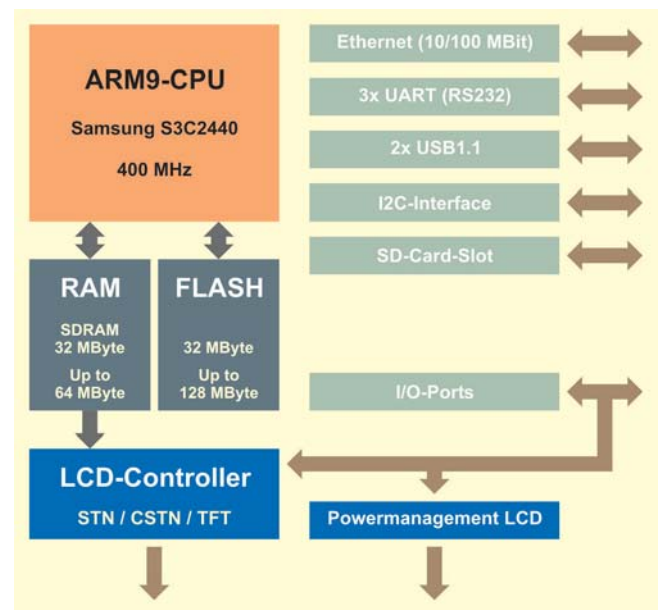 ARM9-CPU
Samsung S3C2440
400 MHz
Ethernet (10/100 MBit)
3x UART (RS232)
2x USB1.1
I2C-Interface
SD-Card-Slot
RAM
SDRAM
32 MByte
Up to
64 MByte
FLASH
32 MByte
Up to
128 MByte
I/O-Ports
LCD-Controller
STN / CSTN / TFT
Powermanagement LCD